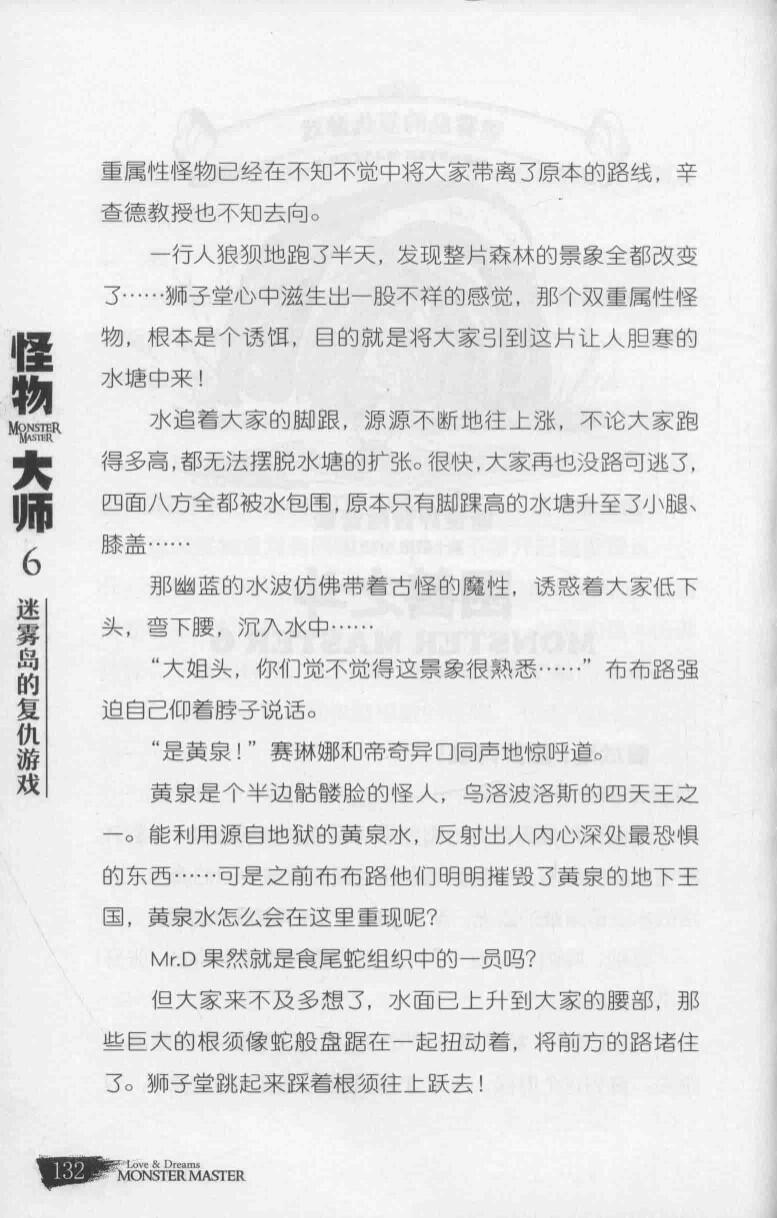 重属性怪物已经在不知不觉中将大家带离了原本的路线，辛
查德教授也不知去向。
一行人狼狈地跑了半天，发现整片森林的景象全都改变
了……狮子堂心中滋生出一股不祥的感觉，那个双重属性怪
物，根本是个诱饵，目的就是将大家引到这片让人胆寒的
水塘中来！
水追着大家的脚跟，源源不断地往上涨，不论大家跑
得多高，都无法摆脱水塘的扩张。很快，大家再也没路可逃了，
四面八方全都被水包围，原本只有脚踝高的水塘升至了小腿、
膝盖……
那幽蓝的水波仿佛带着古怪的魔性，诱惑着大家低下
头，弯下腰，沉入水中……
“大姐头，你们觉不觉得这景象很熟悉……”布布路强
迫自己仰着脖子说话。
“是黄泉！”赛琳娜和帝奇异口同声地惊呼道。
黄泉是个半边骷髅脸的怪人，乌洛波洛斯的四天王之
一。能利用源自地狱的黄泉水，反射出人内心深处最恐惧
的东西……可是之前布布路他们明明摧毁了黄泉的地下王
国，黄泉水怎么会在这里重现呢？
Mr.D 果然就是食尾蛇组织中的一员吗？
但大家来不及多想了，水面已上升到大家的腰部，那
些巨大的根须像蛇般盘踞在一起扭动着，将前方的路堵住
了。狮子堂跳起来踩着根须往上跃去！
怪物
MONSTER
MASTER
大师
6
迷雾岛的复仇游戏
132
Love & Dreams
MONSTER MASTER